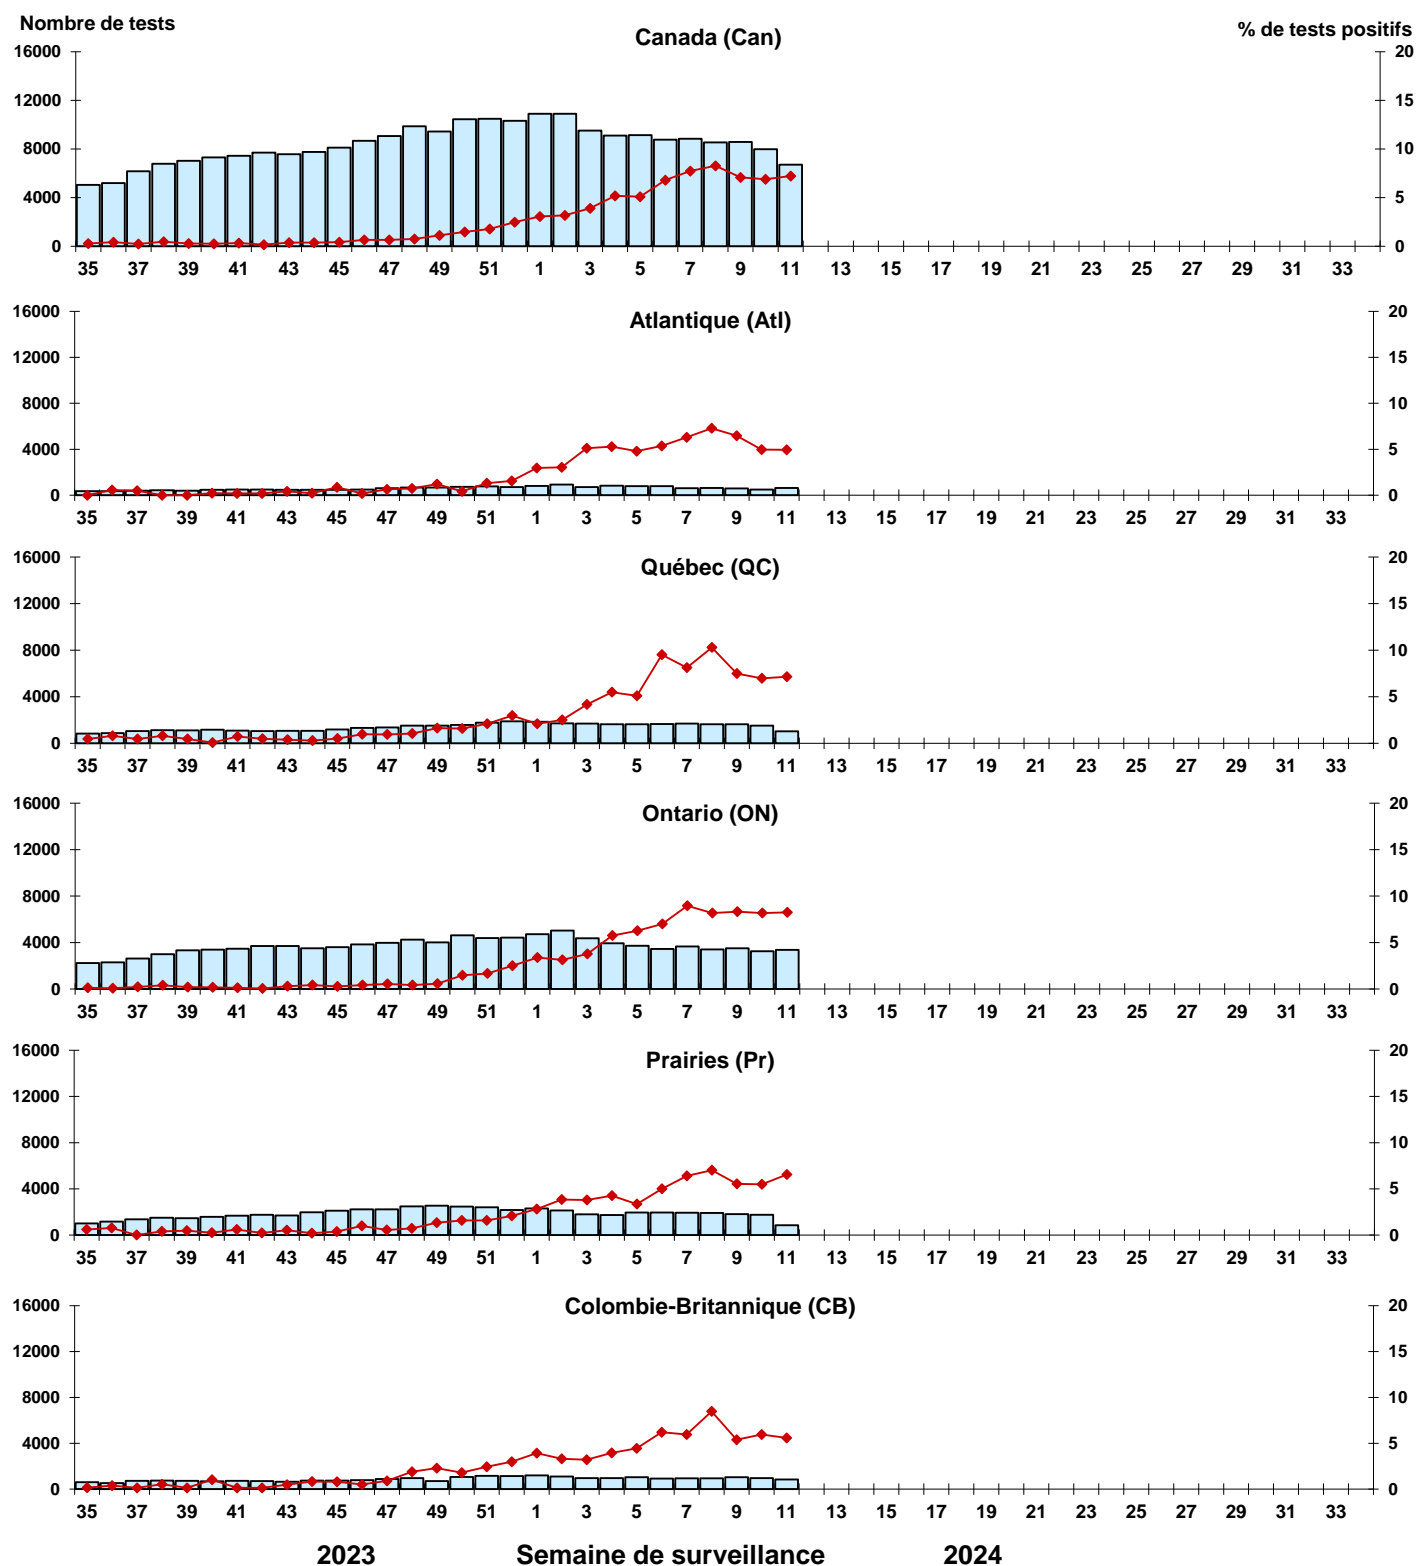 Nombre de tests
% de tests positifs
Canada (Can)
16000 20
12000 15
8000 10
4000 5
0 0
35 37 39 41 43 45 47 49 51 1 3 5 7 9 11 13 15 17 19 21 23 25 27 29 31 33
Atlantique (Atl)
16000 20
12000 15
8000 10
4000 5
0 0
35 37 39 41 43 45 47 49 51 1 3 5 7 9 11 13 15 17 19 21 23 25 27 29 31 33
Québec (QC)
16000 20
12000 15
8000 10
4000 5
0 0
35 37 39 41 43 45 47 49 51 1 3 5 7 9 11 13 15 17 19 21 23 25 27 29 31 33
Ontario (ON)
16000 20
12000 15
8000 10
4000 5
0 0
35 37 39 41 43 45 47 49 51 1 3 5 7 9 11 13 15 17 19 21 23 25 27 29 31 33
Prairies (Pr)
16000 20
12000 15
8000 10
4000 5
0 0
35 37 39 41 43 45 47 49 51 1 3 5 7 9 11 13 15 17 19 21 23 25 27 29 31 33
Colombie-Britannique (CB)
16000 20
12000 15
8000 10
4000 5
0 0
35 37 39 41 43 45 47 49 51 1 3 5 7 9 11 13 15 17 19 21 23 25 27 29 31 33
2023 Semaine de surveillance 2024